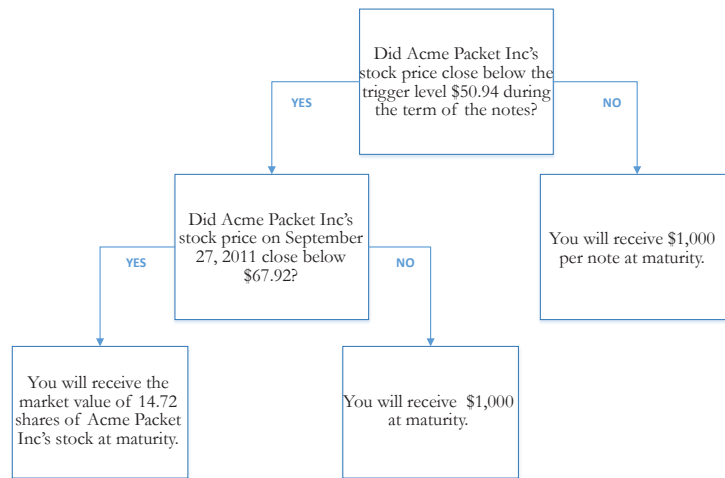 Did Acme Packet Inc's
stock price close below the
trigger level $50.94 during
the term of the notes?
YES
NO
Did Acme Packet Inc's
stock price on September
27, 2011 close below
$67.92?
You will receive $1,000
per note at maturity.
YES
NO
You will receive the
market value of 14.72
shares of Acme Packet
Inc's stock at maturity.
You will receive $1,000
at maturity.